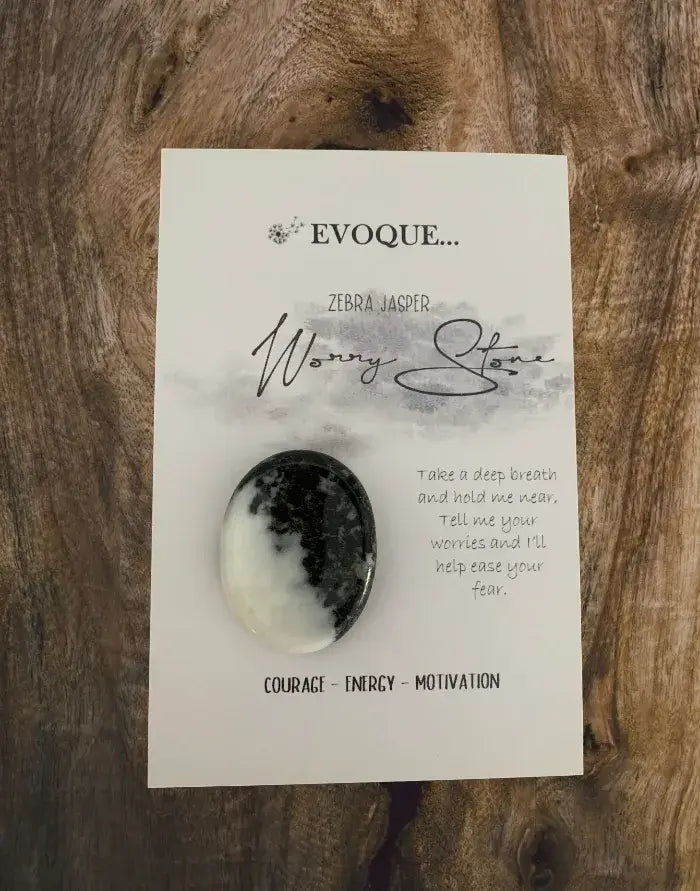 EVOQUE...
ZEBRA JASPER
Worry Stone
Take a deep breath
and hold me near,
Tell me your
worries and I'll
help ease your
fear.
COURAGE - ENERGY - MOTIVATION